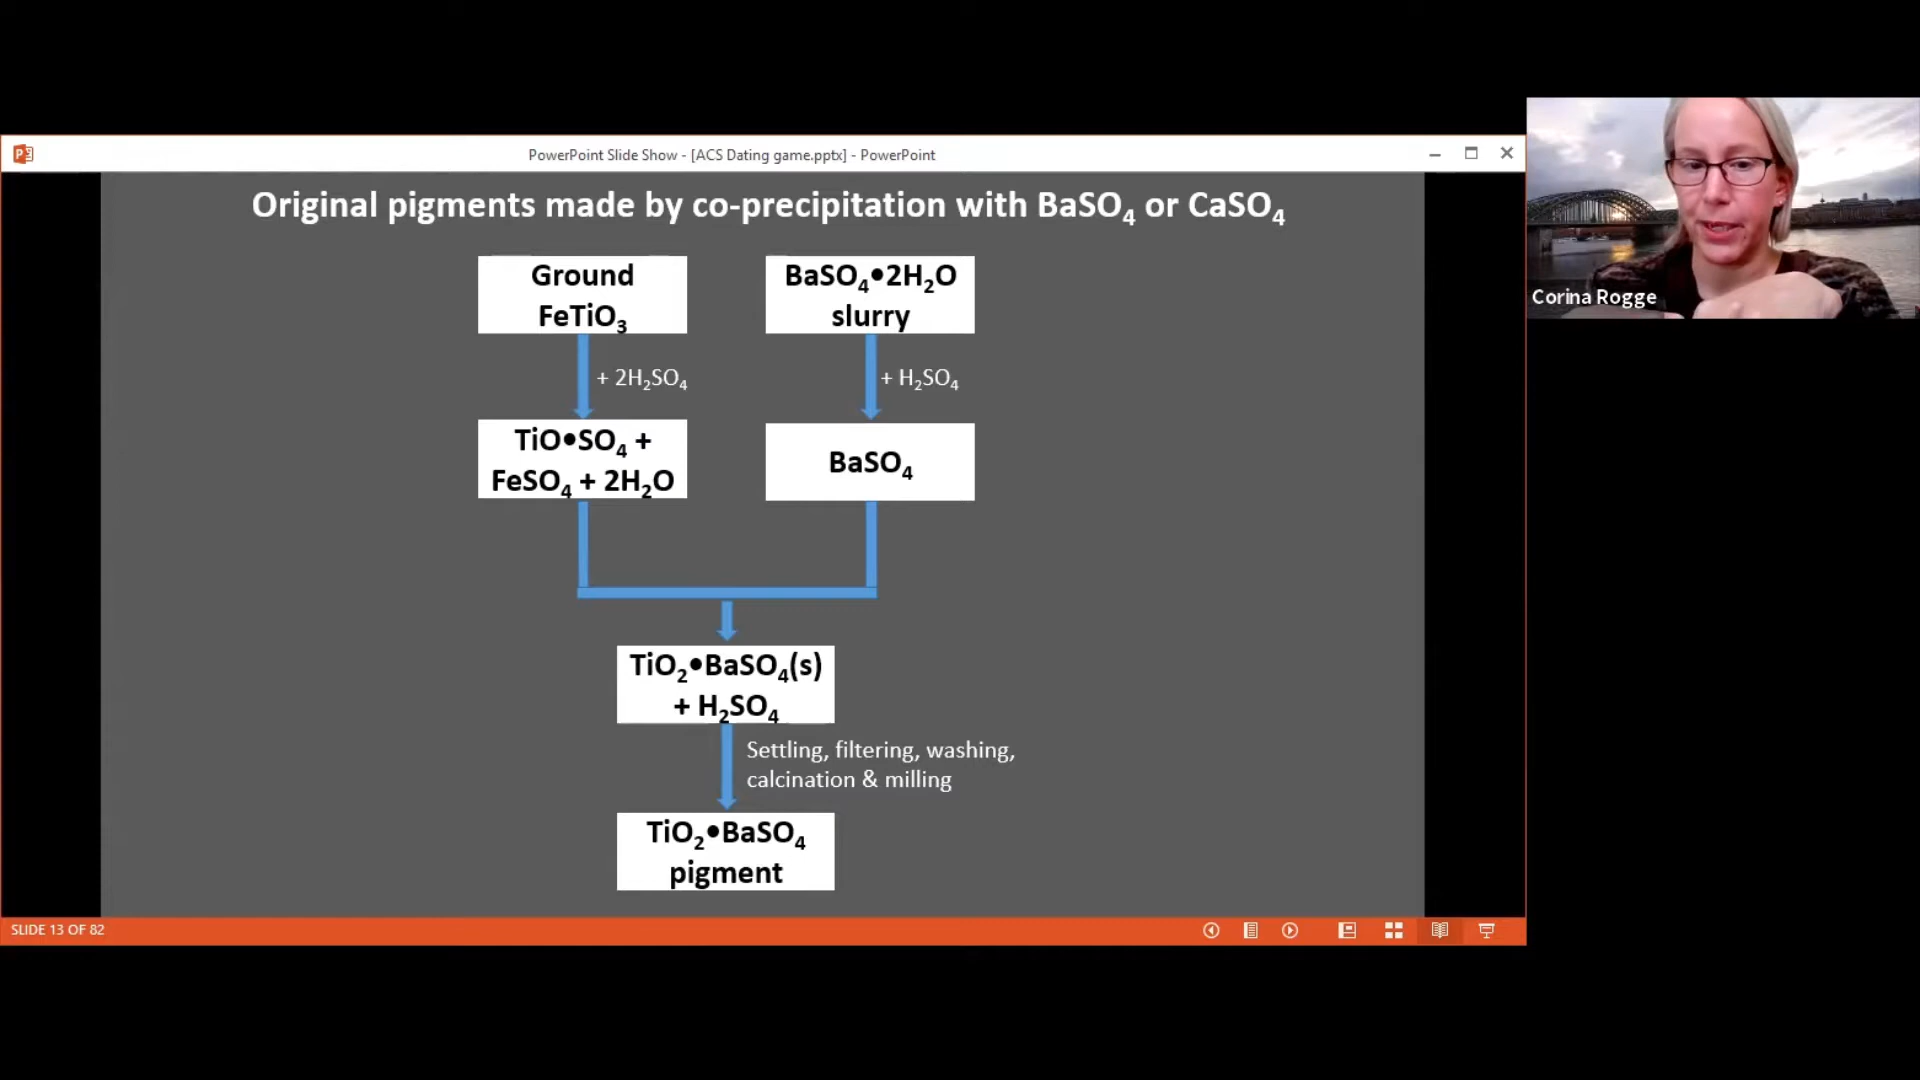 PowerPoint Slide Show - [ACS Dating game.pptx] - PowerPoint
Original pigments made by co-precipitation with BaSO₄ or CaSO₄
Ground
FeTiO₃
BaSO₄•2H₂O
slurry
+ 2H₂SO₄
+ H₂SO₄
TiO•SO₄ +
FeSO₄ + 2H₂O
BaSO₄
TiO₂•BaSO₄(s)
+ H₂SO₄
Settling, filtering, washing,
calcination & milling
TiO₂•BaSO₄
pigment
SLIDE 13 OF 82
Corina Rogge